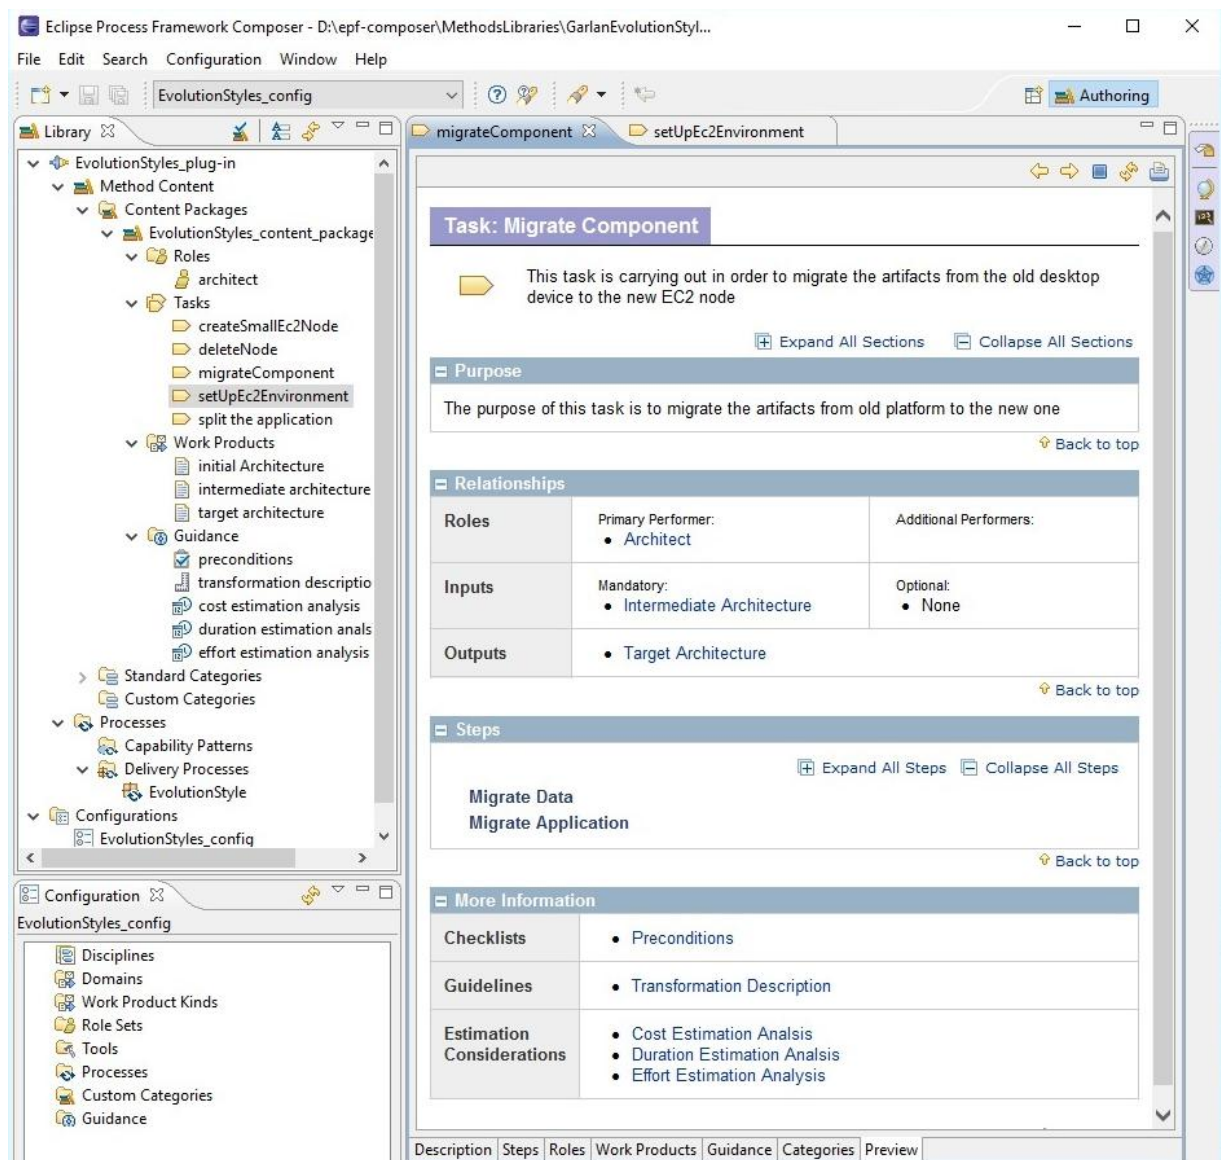 Eclipse Process Framework Composer - D:\epf-composer\MethodsLibraries\GarlanEvolutionStyl...
File Edit Search Configuration Window Help
EvolutionStyles_config
Authoring
Library
EvolutionStyles_plug-in
Method Content
Content Packages
EvolutionStyles_content_package
Roles
architect
Tasks
createSmallEc2Node
deleteNode
migrateComponent
setUpEc2Environment
split the application
Work Products
initial Architecture
intermediate architecture
target architecture
Guidance
preconditions
transformation descriptio
cost estimation analysis
duration estimation anals
effort estimation analysis
Standard Categories
Custom Categories
Processes
Capability Patterns
Delivery Processes
EvolutionStyle
Configurations
EvolutionStyles_config
Configuration
EvolutionStyles_config
Disciplines
Domains
Work Product Kinds
Role Sets
Tools
Processes
Custom Categories
Guidance
migrateComponent setUpEc2Environment
Task: Migrate Component
This task is carrying out in order to migrate the artifacts from the old desktop
device to the new EC2 node
Expand All Sections Collapse All Sections
Purpose
The purpose of this task is to migrate the artifacts from old platform to the new one
Back to top
Relationships
Roles Primary Performer: Additional Performers:
• Architect
Inputs Mandatory: Optional:
• Intermediate Architecture • None
Outputs • Target Architecture
Back to top
Steps
Expand All Steps Collapse All Steps
Migrate Data
Migrate Application
Back to top
More Information
Checklists • Preconditions
Guidelines • Transformation Description
Estimation • Cost Estimation Analsis
Considerations • Duration Estimation Analsis
• Effort Estimation Analysis
Description Steps Roles Work Products Guidance Categories Preview